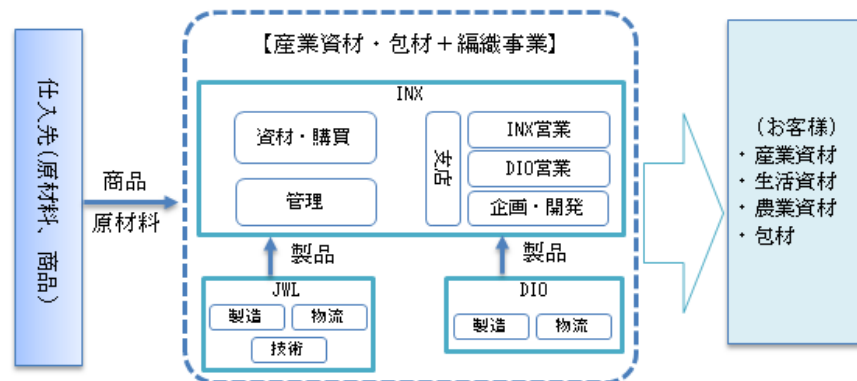 【産業資材・包材＋編織事業】
仕入先(原材料、商品)
商品
原材料
INX
資材・購買
管理
支店
INX営業
DIO営業
企画・開発
製品
製品
JWL
製造
物流
技術
DIO
製造
物流
(お客様)
・産業資材
・生活資材
・農業資材
・包材